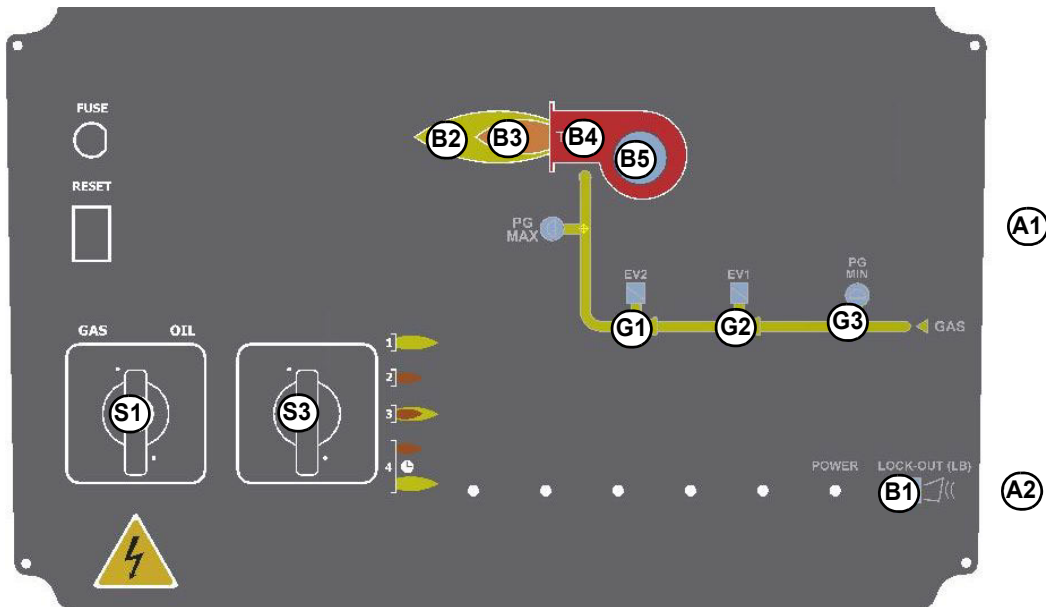 FUSE
B2 B3 B4
B5
RESET
PG
MAX
A1
PG
MIN
EV2 EV1
G1 G2 G3 GAS
GAS OIL
1
2
S1 S3 3
4
POWER LOCK-OUT (LB)
B1 A2